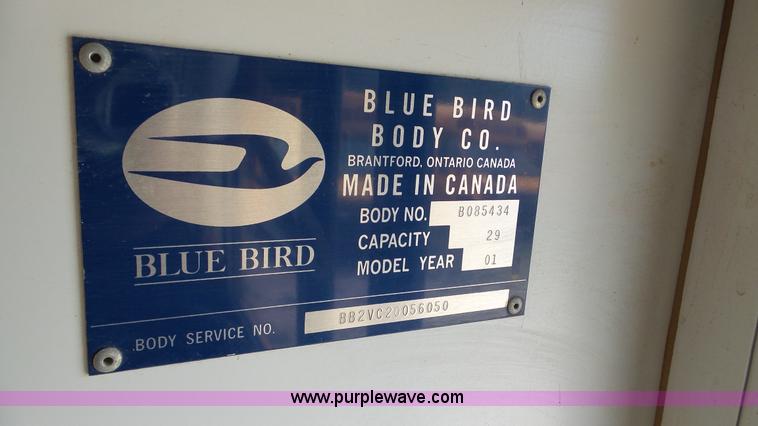 BLUE BIRD
BLUE BIRD
BODY CO.
BRANTFORD, ONTARIO CANADA
MADE IN CANADA
BODY NO. B085434
CAPACITY 29
MODEL YEAR 01
BODY SERVICE NO. BB2VC20056050
www.purplewave.com